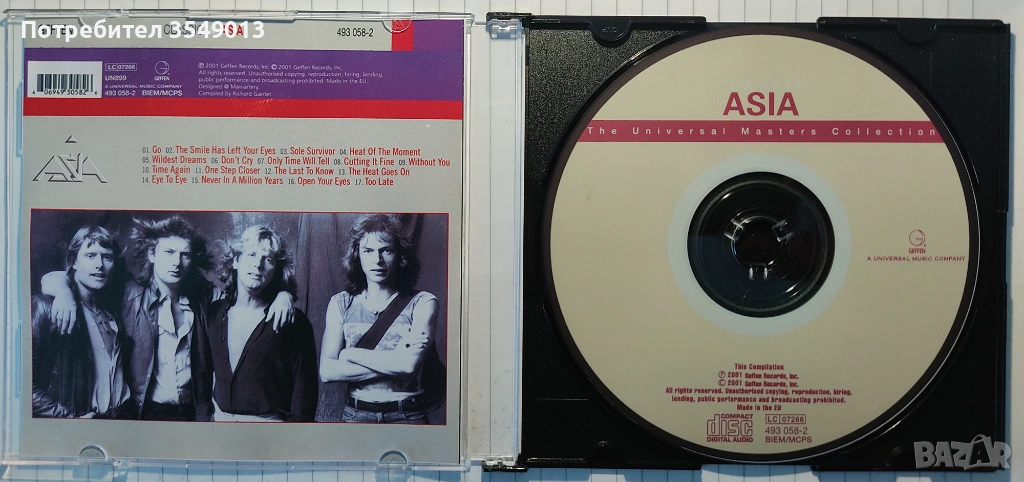 Потребител 3549013
CLASSIC ASIA
493 058-2
LC 07266
UN899
A UNIVERSAL MUSIC COMPANY
493 058-2 BIEM/MCPS
GEFFEN
℗ 2001 Geffen Records, Inc. © 2001 Geffen Records, Inc.
All rights reserved. Unauthorised copying, reproduction, hiring, lending,
public performance and broadcasting prohibited. Made in the EU.
Designed @ Mainartery.
Compiled by Richard Ganter
ASIA
01. Go 02. The Smile Has Left Your Eyes 03. Sole Survivor 04. Heat Of The Moment
05. Wildest Dreams 06. Don't Cry 07. Only Time Will Tell 08. Cutting It Fine 09. Without You
10. Time Again 11. One Step Closer 12. The Last To Know 13. The Heat Goes On
14. Eye To Eye 15. Never In A Million Years 16. Open Your Eyes 17. Too Late
ASIA
The Universal Masters Collection
GEFFEN
A UNIVERSAL MUSIC COMPANY
This Compilation
℗ 2001 Geffen Records, Inc.
© 2001 Geffen Records, Inc.
All rights reserved. Unauthorised copying, reproduction, hiring,
lending, public performance and broadcasting prohibited.
Made in the EU
COMPACT
disc
DIGITAL AUDIO
LC 07266
493 058-2
BIEM/MCPS
BAZAR